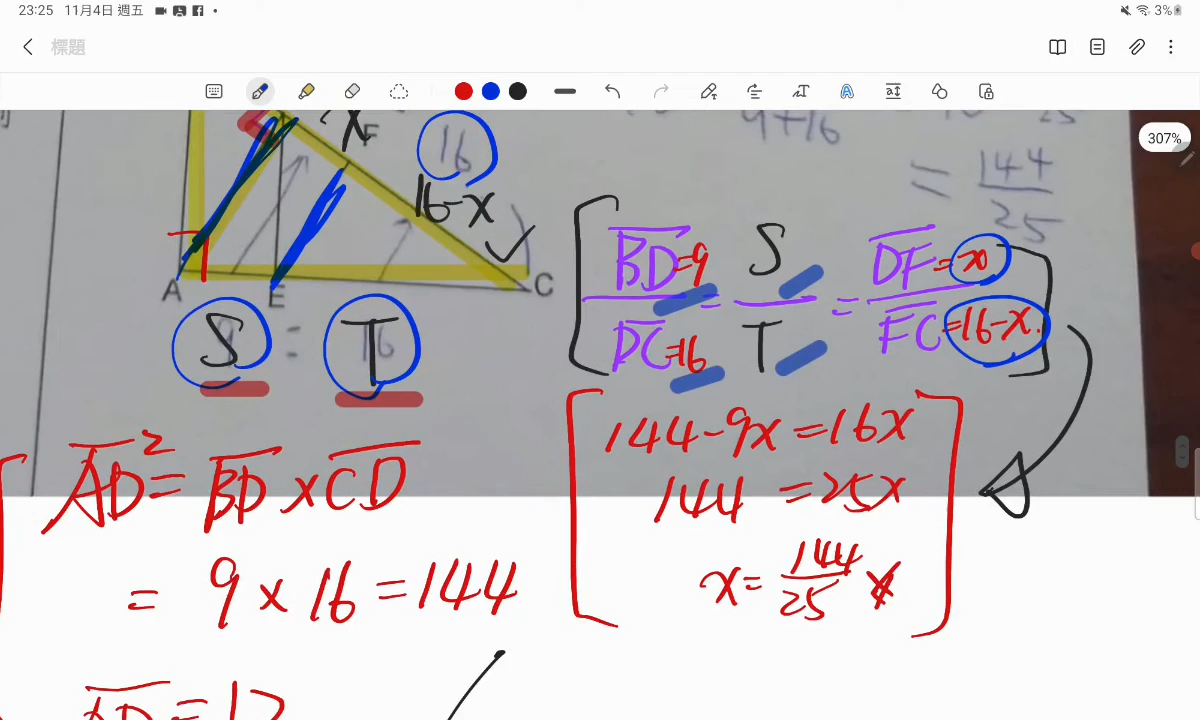 23:25 11月4日 週五 3%
標題
307%
9+16
= 144/25
x F
16
16-x
A E C
S : T
BD=9 / DC=16 = S / T = DF=x / FC=16-x
144-9x=16x
144 =25x
x=144/25
AD²=BD×CD
= 9×16=144
AD=12